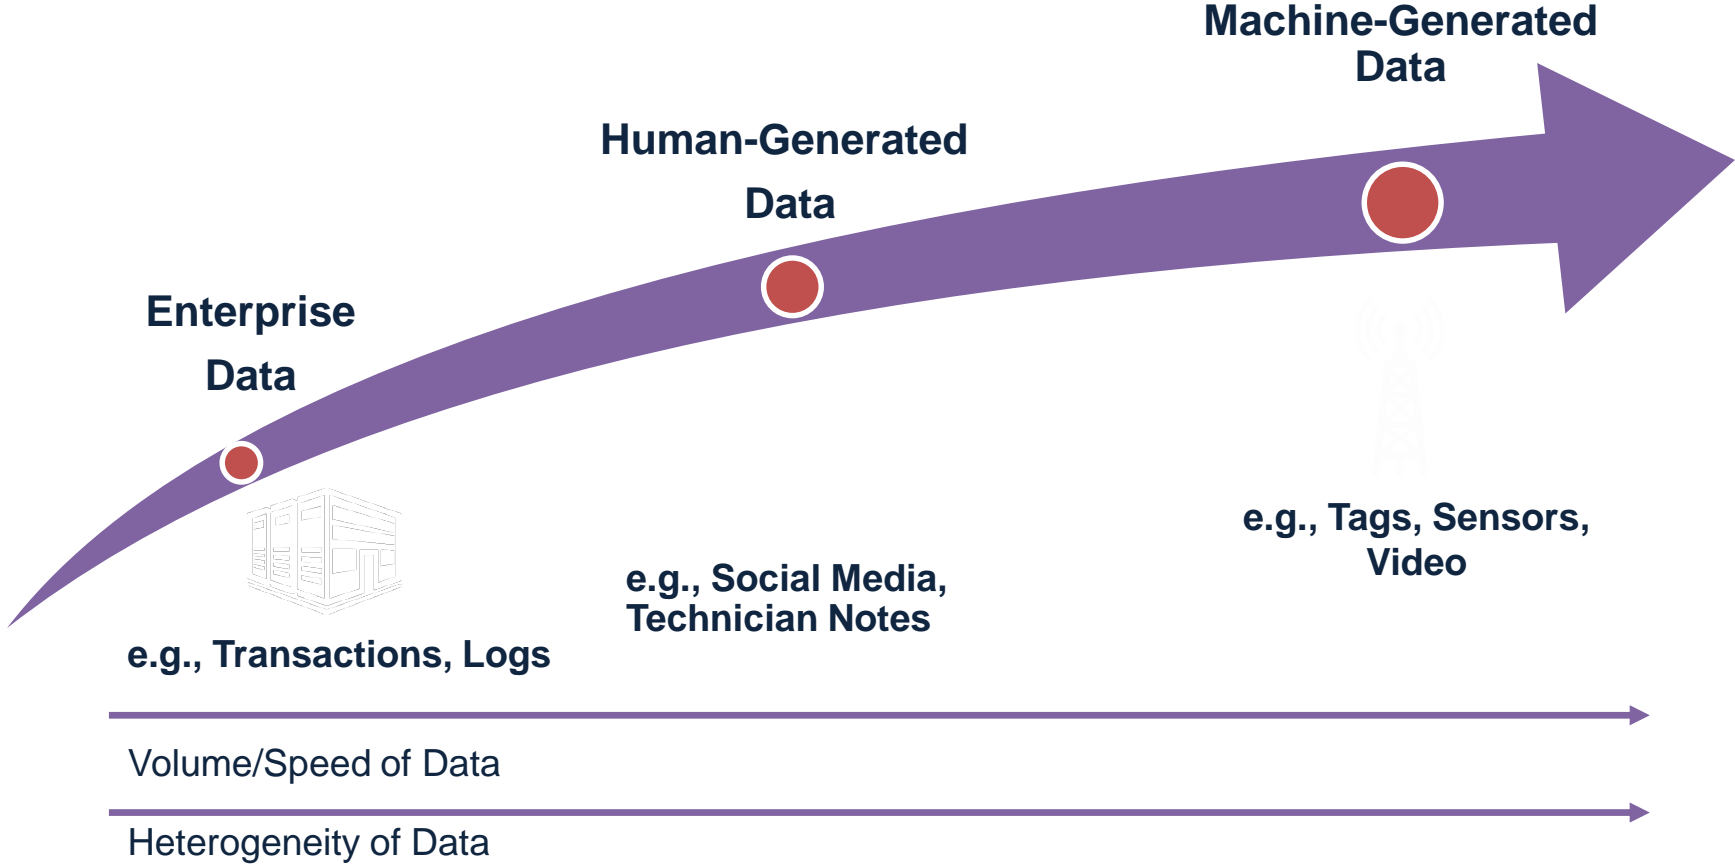 Machine-Generated
Data
Human-Generated
Data
Enterprise
Data
e.g., Tags, Sensors,
Video
e.g., Social Media,
Technician Notes
e.g., Transactions, Logs
Volume/Speed of Data
Heterogeneity of Data